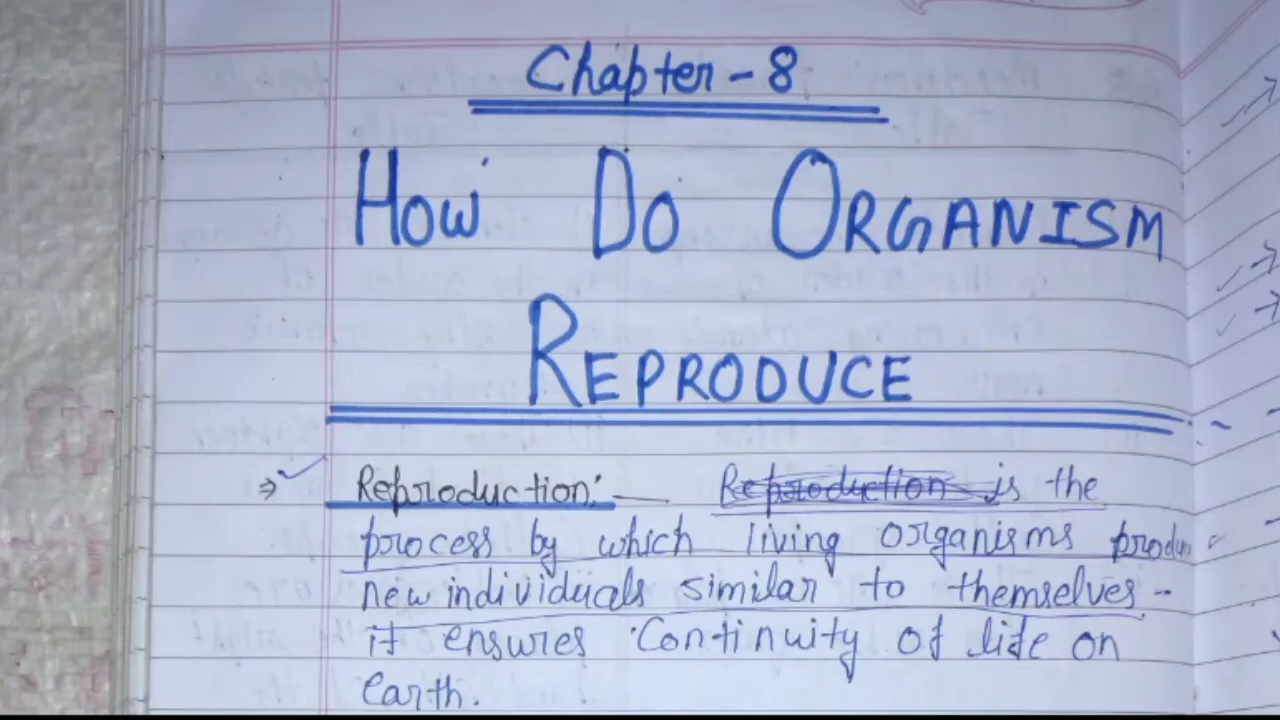 Chapter - 8
How Do Organism
Reproduce
⇒ Reproduction:- Reproduction is the
process by which living organisms produ
new individuals similar to themselves -
it ensures Continuity of life on
Earth.